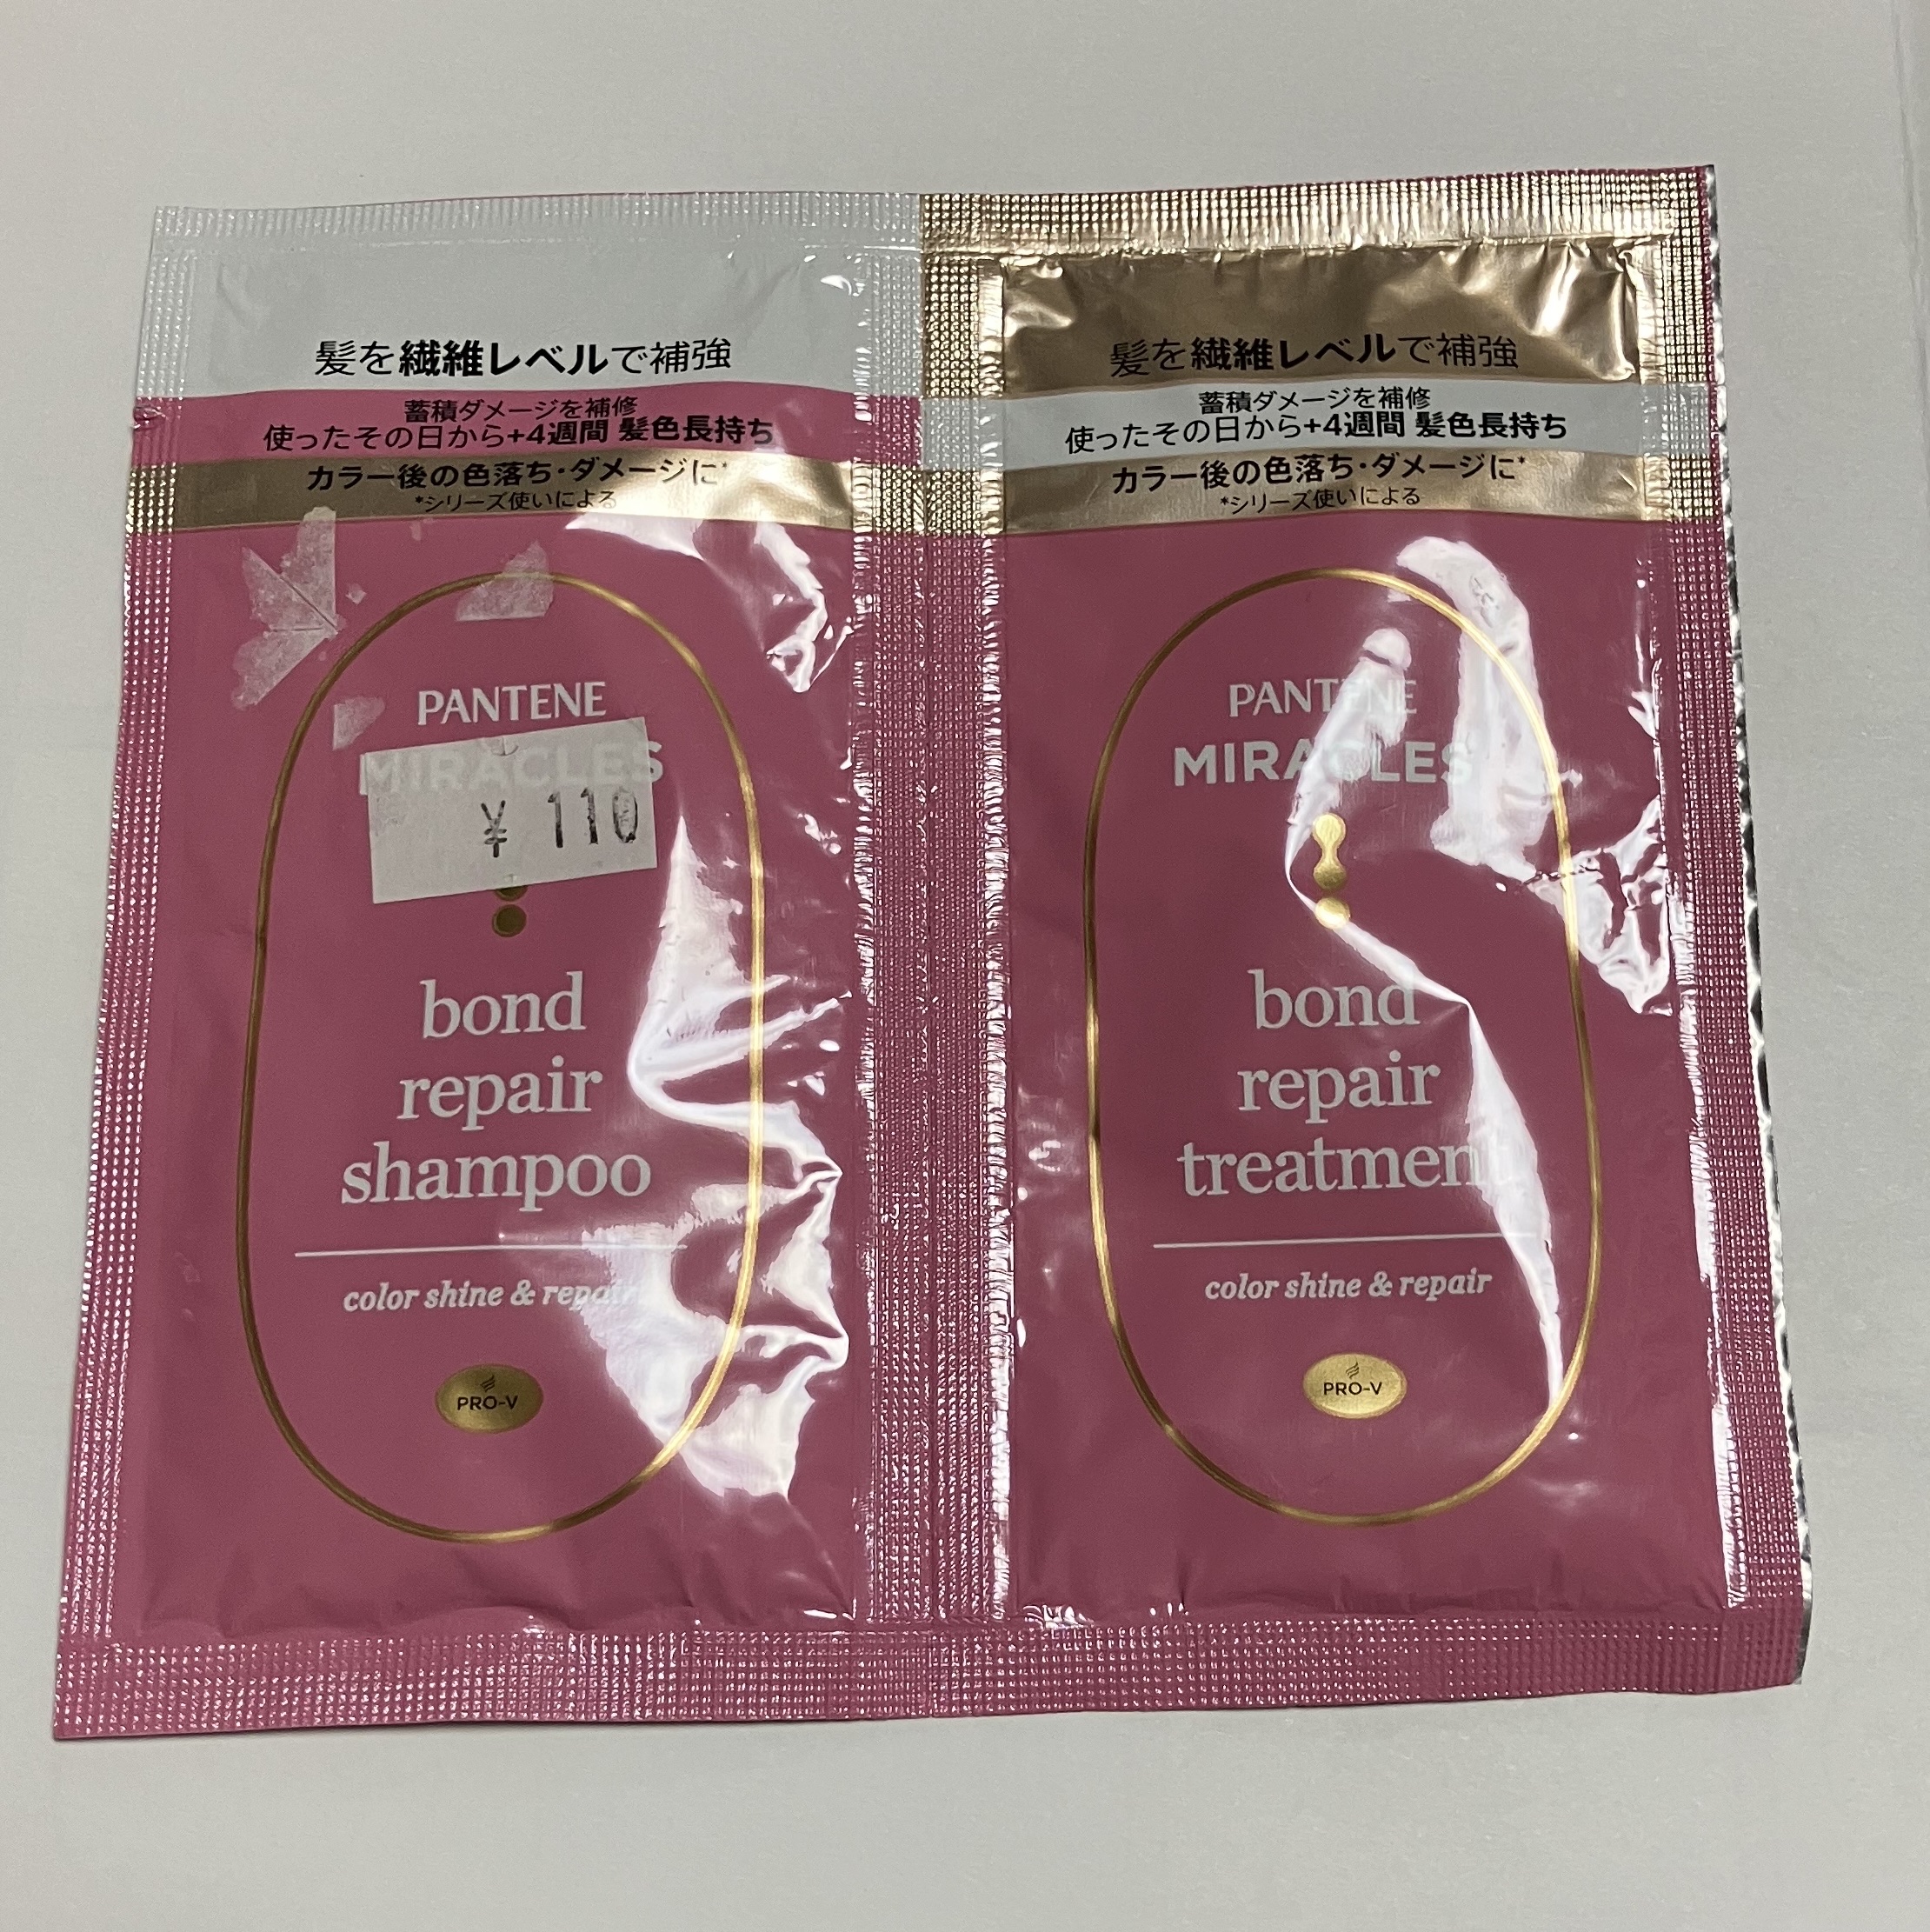 髪を繊維レベルで補強
蓄積ダメージを補修
使ったその日から+4週間 髪色長持ち
カラー後の色落ち・ダメージに*
*シリーズ使いによる
PANTENE
MIRACLES
¥ 110
bond
repair
shampoo
color shine & repair
PRO-V
髪を繊維レベルで補強
蓄積ダメージを補修
使ったその日から+4週間 髪色長持ち
カラー後の色落ち・ダメージに*
*シリーズ使いによる
PANTENE
MIRACLES
bond
repair
treatment
color shine & repair
PRO-V